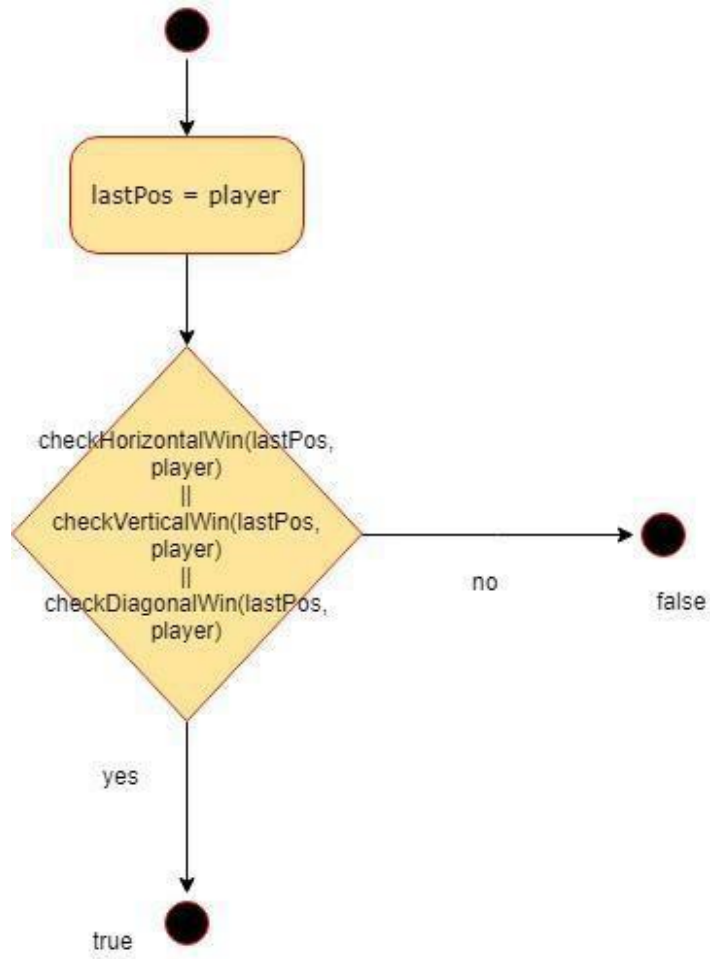 lastPos = player
checkHorizontalWin(lastPos,
player)
||
checkVerticalWin(lastPos,
player)
||
checkDiagonalWin(lastPos,
player)
no
false
yes
true